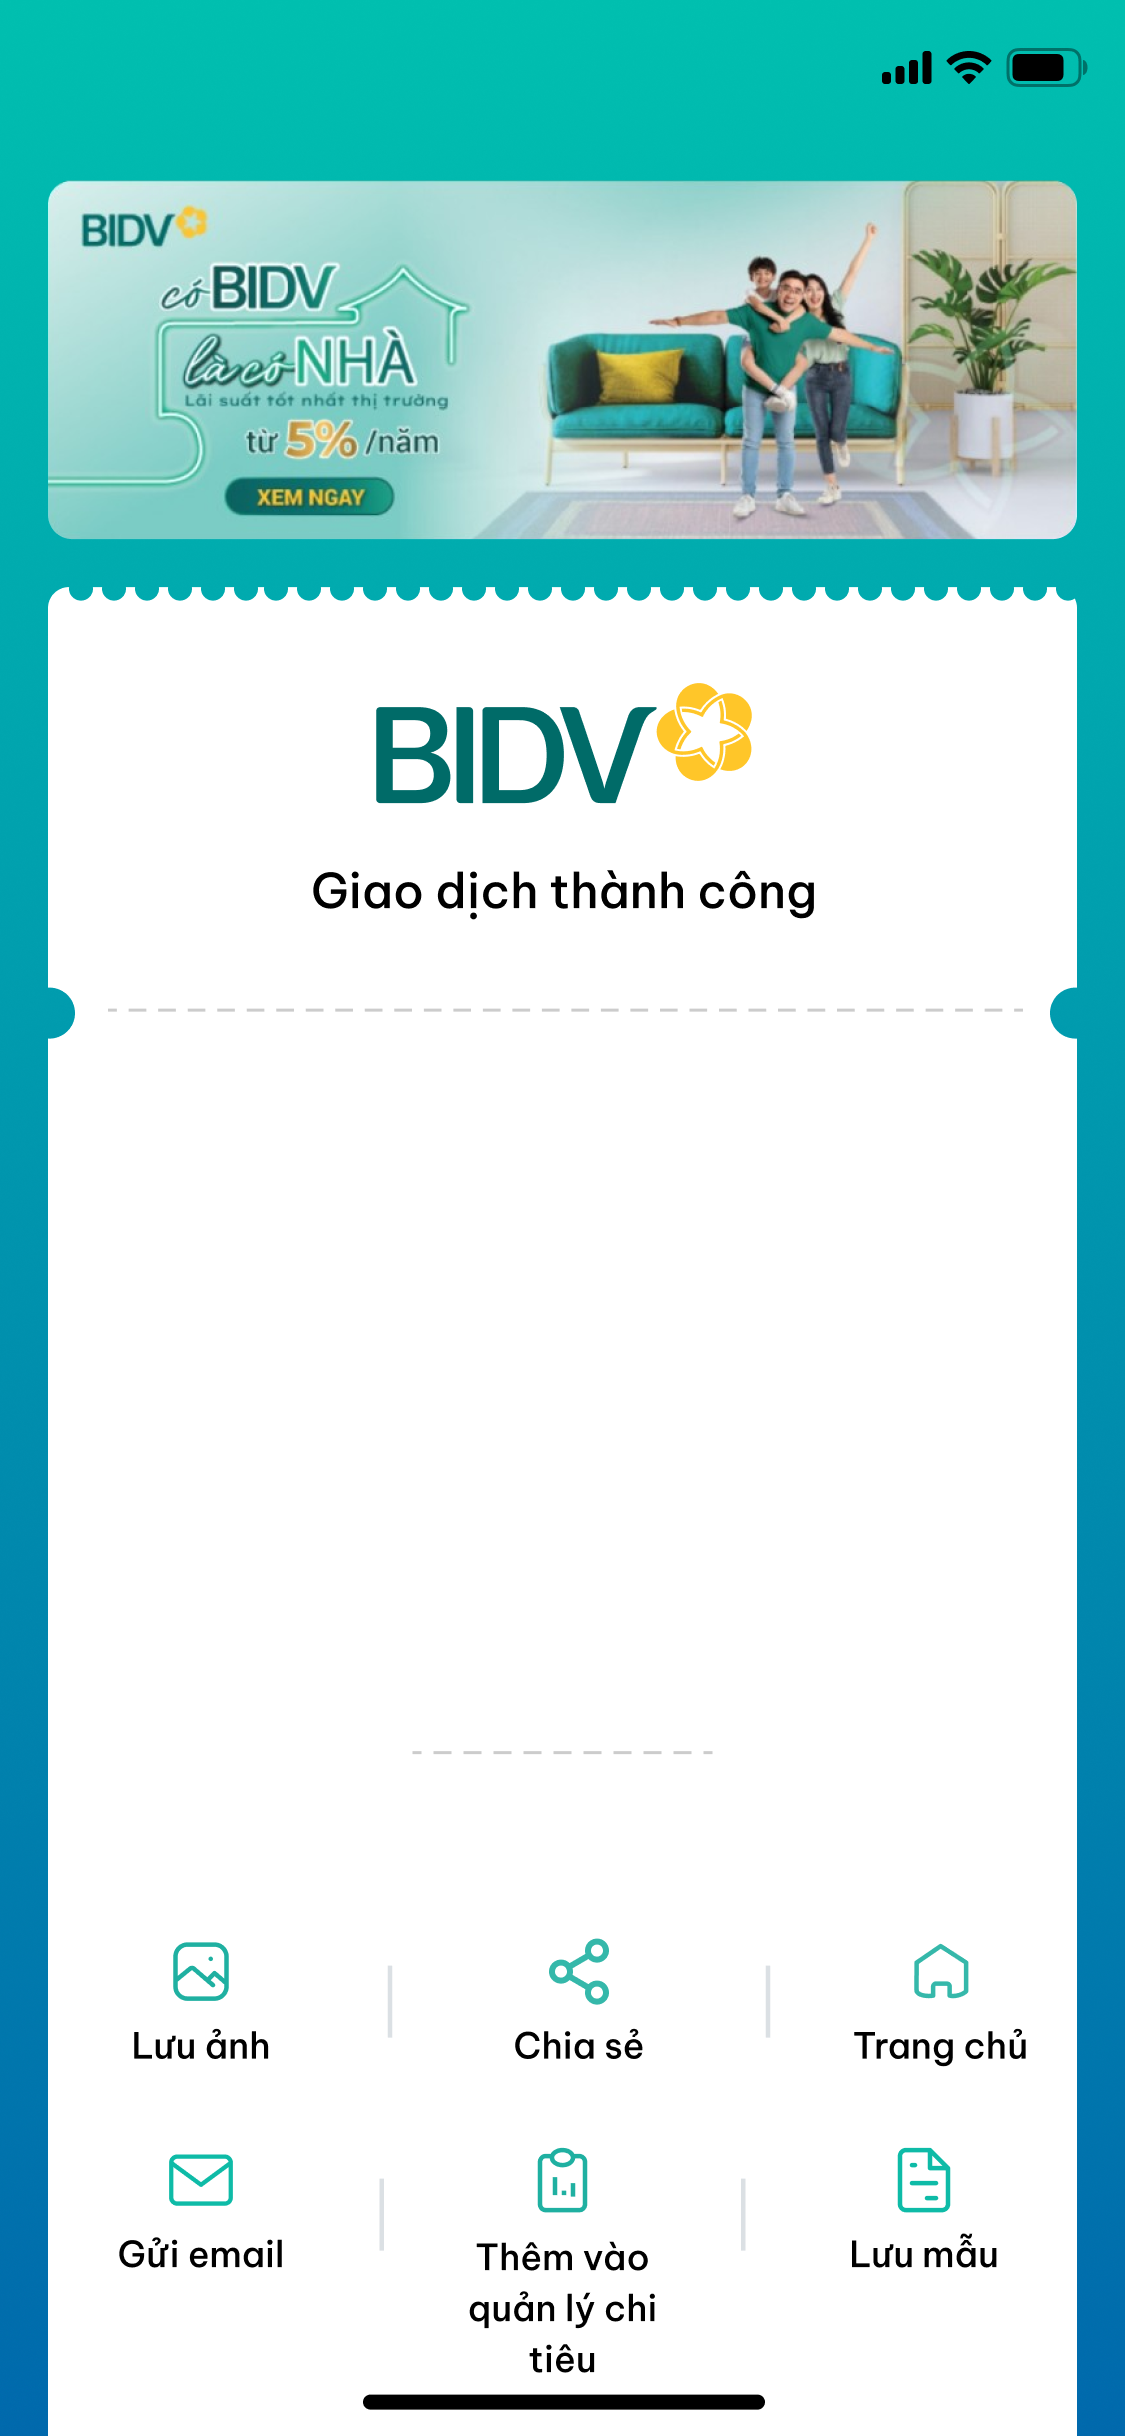 BIDV
có BIDV
là có NHÀ
Lãi suất tốt nhất thị trường
từ 5% /năm
XEM NGAY
BIDV
Giao dịch thành công
Lưu ảnh
Chia sẻ
Trang chủ
Gửi email
Thêm vào
quản lý chi
tiêu
Lưu mẫu